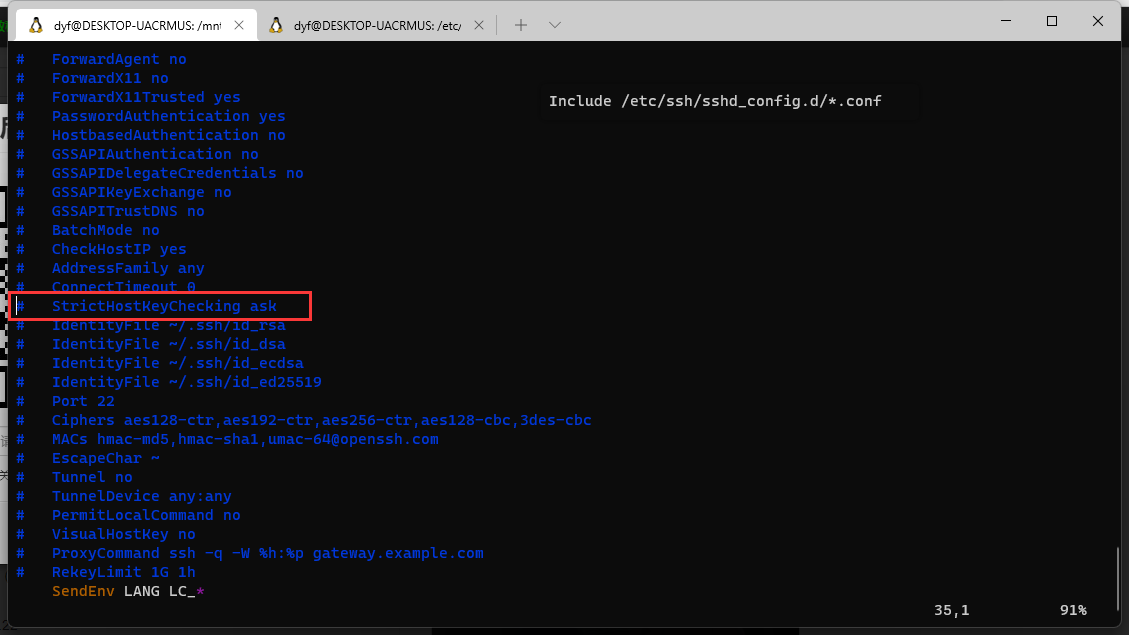 dyf@DESKTOP-UACRMUS: /mnt
dyf@DESKTOP-UACRMUS: /etc/
Include /etc/ssh/sshd_config.d/*.conf
# ForwardAgent no
# ForwardX11 no
# ForwardX11Trusted yes
# PasswordAuthentication yes
# HostbasedAuthentication no
# GSSAPIAuthentication no
# GSSAPIDelegateCredentials no
# GSSAPIKeyExchange no
# GSSAPITrustDNS no
# BatchMode no
# CheckHostIP yes
# AddressFamily any
# ConnectTimeout 0
# StrictHostKeyChecking ask
# IdentityFile ~/.ssh/id_rsa
# IdentityFile ~/.ssh/id_dsa
# IdentityFile ~/.ssh/id_ecdsa
# IdentityFile ~/.ssh/id_ed25519
# Port 22
# Ciphers aes128-ctr,aes192-ctr,aes256-ctr,aes128-cbc,3des-cbc
# MACs hmac-md5,hmac-sha1,umac-64@openssh.com
# EscapeChar ~
# Tunnel no
# TunnelDevice any:any
# PermitLocalCommand no
# VisualHostKey no
# ProxyCommand ssh -q -W %h:%p gateway.example.com
# RekeyLimit 1G 1h
SendEnv LANG LC_*
35,1 91%